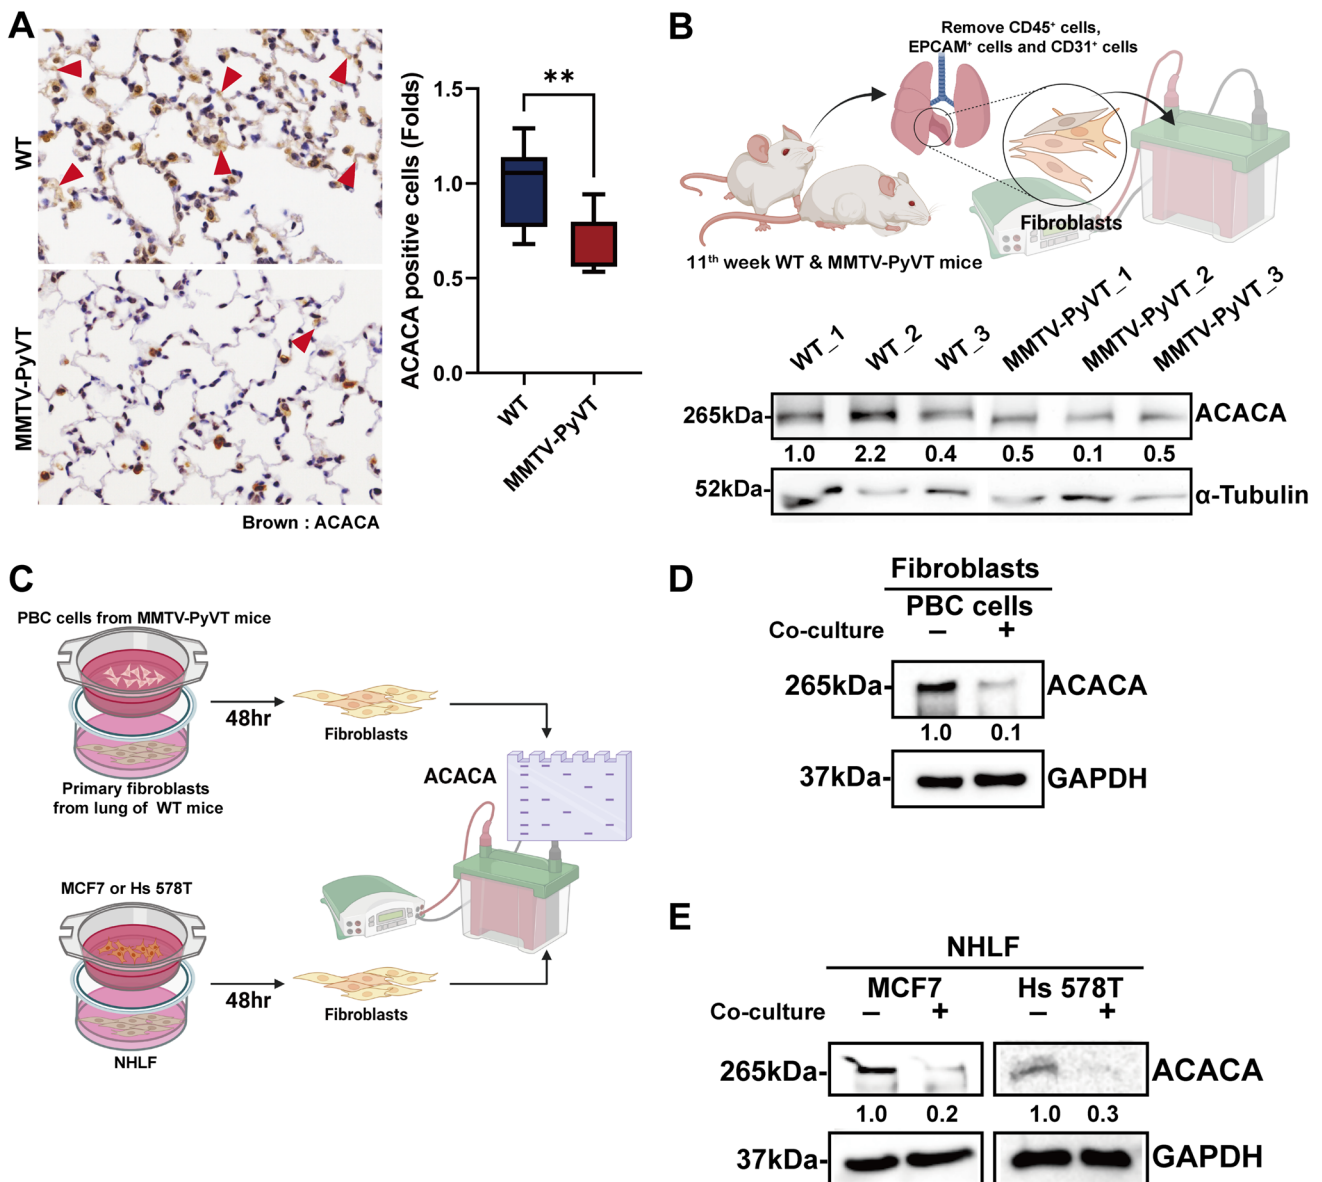 A
WT
MMTV-PyVT
Brown : ACACA
ACACA positive cells (Folds)
1.5
1.0
0.5
0.0
**
WT
MMTV-PyVT
B
Remove CD45⁺ cells,
EPCAM⁺ cells and CD31⁺ cells
Fibroblasts
11th week WT & MMTV-PyVT mice
WT_1
WT_2
WT_3
MMTV-PyVT_1
MMTV-PyVT_2
MMTV-PyVT_3
265kDa- ACACA
1.0 2.2 0.4 0.5 0.1 0.5
52kDa- α-Tubulin
C
PBC cells from MMTV-PyVT mice
48hr
Fibroblasts
Primary fibroblasts
from lung of WT mice
ACACA
MCF7 or Hs 578T
48hr
Fibroblasts
NHLF
D
Fibroblasts
PBC cells
Co-culture – +
265kDa- ACACA
1.0 0.1
37kDa- GAPDH
E
NHLF
MCF7 Hs 578T
Co-culture – + – +
265kDa- ACACA
1.0 0.2 1.0 0.3
37kDa- GAPDH